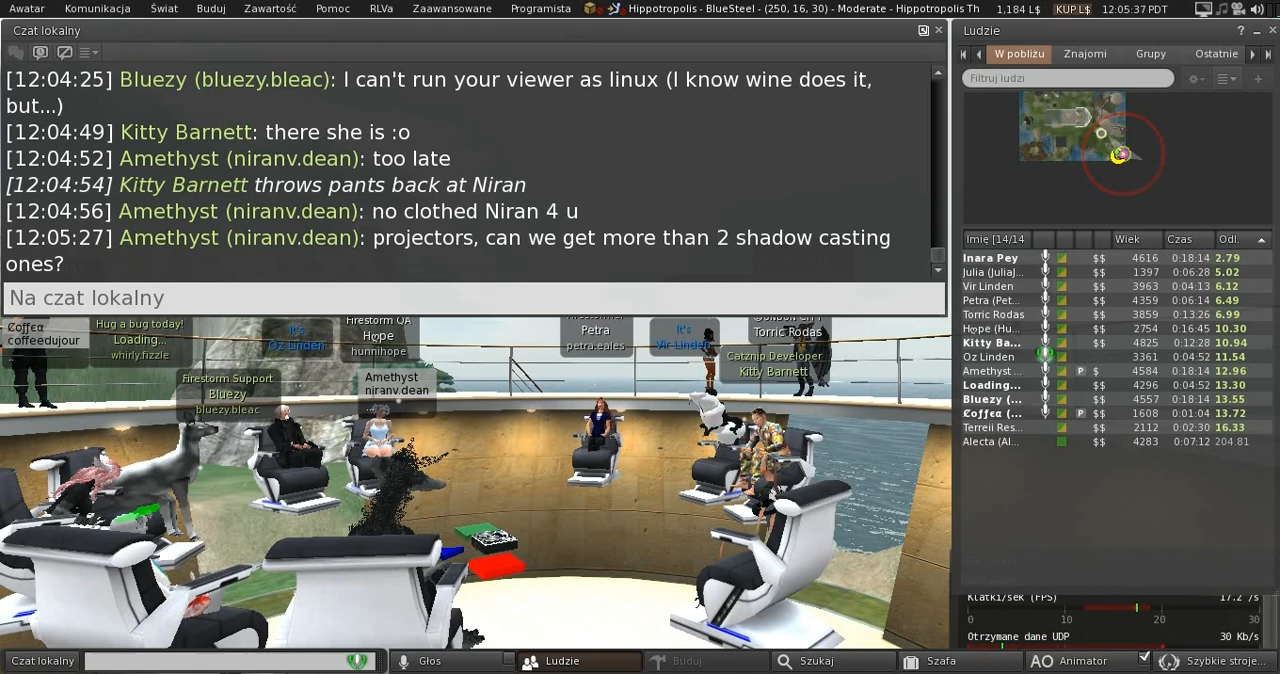 Awatar Komunikacja Świat Buduj Zawartość Pomoc RLVa Zaawansowane Programista Hippotropolis - BlueSteel - (250, 16, 30) - Moderate - Hippotropolis Th 1,184 L$ KUP L$ 12:05:37 PDT
Czat lokalny
[12:04:25] Bluezy (bluezy.bleac): I can't run your viewer as linux (I know wine does it,
but...)
[12:04:49] Kitty Barnett: there she is :o
[12:04:52] Amethyst (niranv.dean): too late
[12:04:54] Kitty Barnett throws pants back at Niran
[12:04:56] Amethyst (niranv.dean): no clothed Niran 4 u
[12:05:27] Amethyst (niranv.dean): projectors, can we get more than 2 shadow casting
ones?
Na czat lokalny
Ludzie
W pobliżu Znajomi Grupy Ostatnie
Filtruj ludzi
Imię [14/14 Wiek Czas Odl.
Inara Pey $$ 4616 0:18:14 2.79
Julia (JuliaJ... $$ 1397 0:06:28 5.02
Vir Linden $$ 3963 0:04:13 6.12
Petra (Pet... $$ 4359 0:06:14 6.49
Torric Rodas $$ 3859 0:13:26 6.99
Hope (Hu... $$ 2754 0:16:45 10.30
Kitty Ba... $$ 4825 0:12:28 10.94
Oz Linden $$ 3361 0:04:52 11.54
Amethyst ... P $ 4584 0:18:14 12.96
Loading... $$ 4296 0:04:52 13.30
Bluezy (... $$ 4557 0:18:14 13.55
Coffεα (... P $$ 1608 0:01:04 13.72
Terreii Res... $$ 2112 0:02:30 16.33
Alecta (Al... $$ 4283 0:07:12 204.81
Coffεα
coffeedujour
Hug a bug today!
Loading...
whirly.fizzle
It's
Oz Linden
Firestorm QA
Hope
hunnihope
Petra
petra.eales
It's
Vir Linden
Torric Rodas
Catznip Developer
Kitty Barnett
Firestorm Support
Bluezy
bluezy.bleac
Amethyst
niranv.dean
Klatki/sek (FPS) 17.2 /s
0 10 20 30
Otrzymane dane UDP 30 Kb/s
Czat lokalny Głos Ludzie Buduj Szukaj Szafa AO Animator Szybkie stroje...